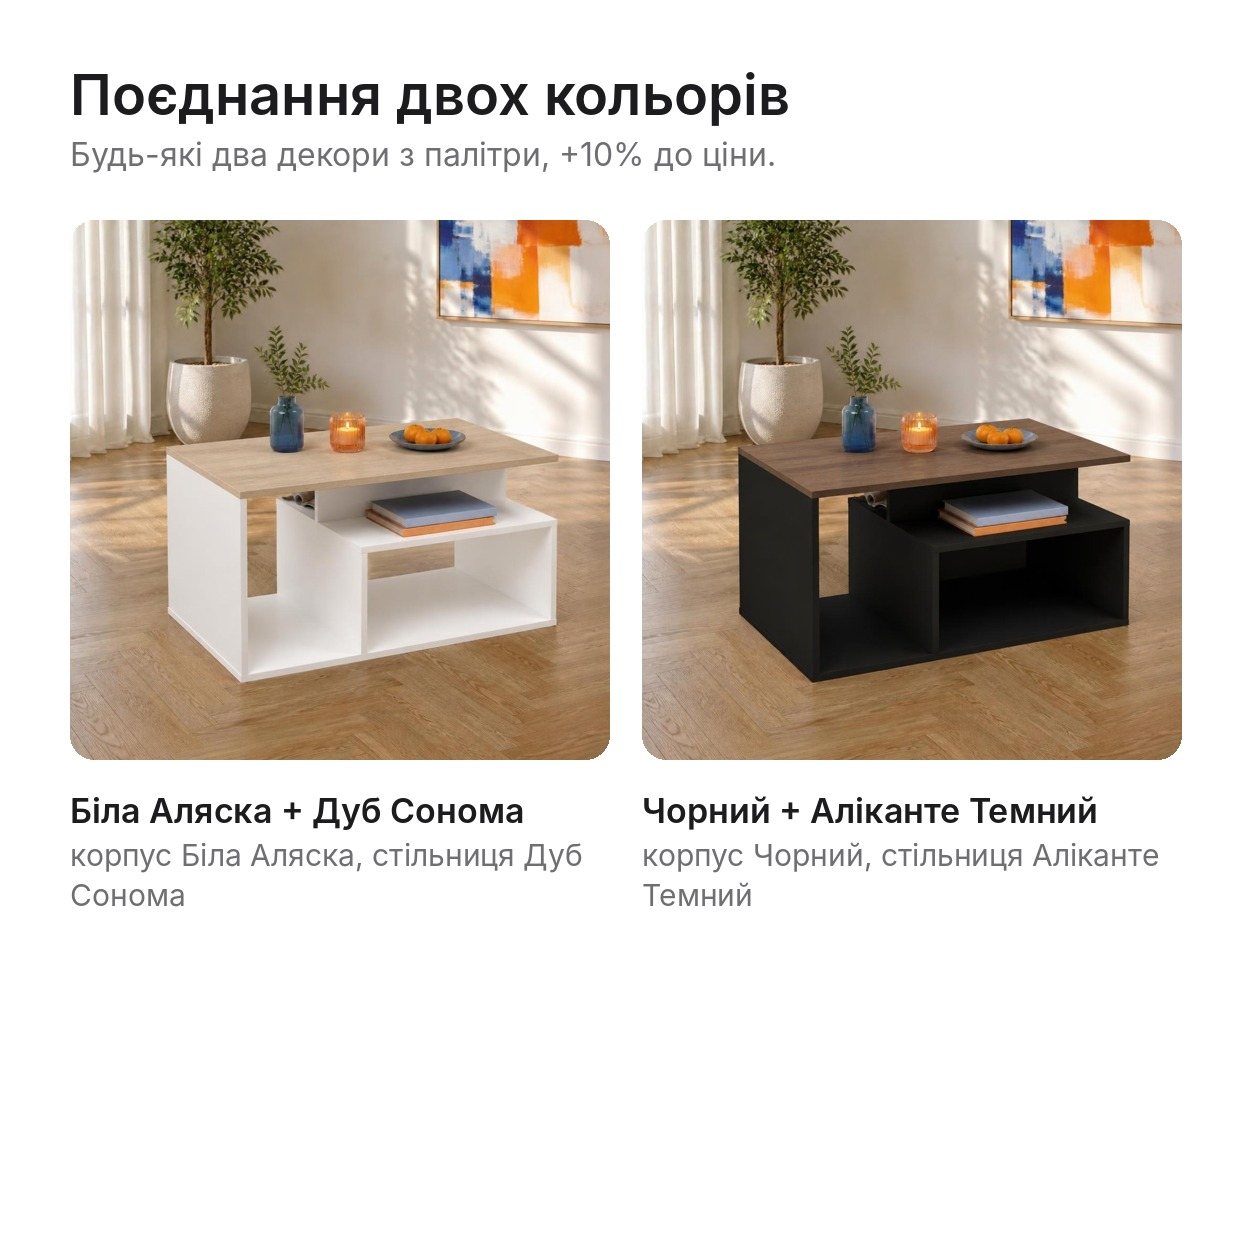 Поєднання двох кольорів
Будь-які два декори з палітри, +10% до ціни.
Біла Аляска + Дуб Сонома
корпус Біла Аляска, стільниця Дуб
Сонома
Чорний + Аліканте Темний
корпус Чорний, стільниця Аліканте
Темний